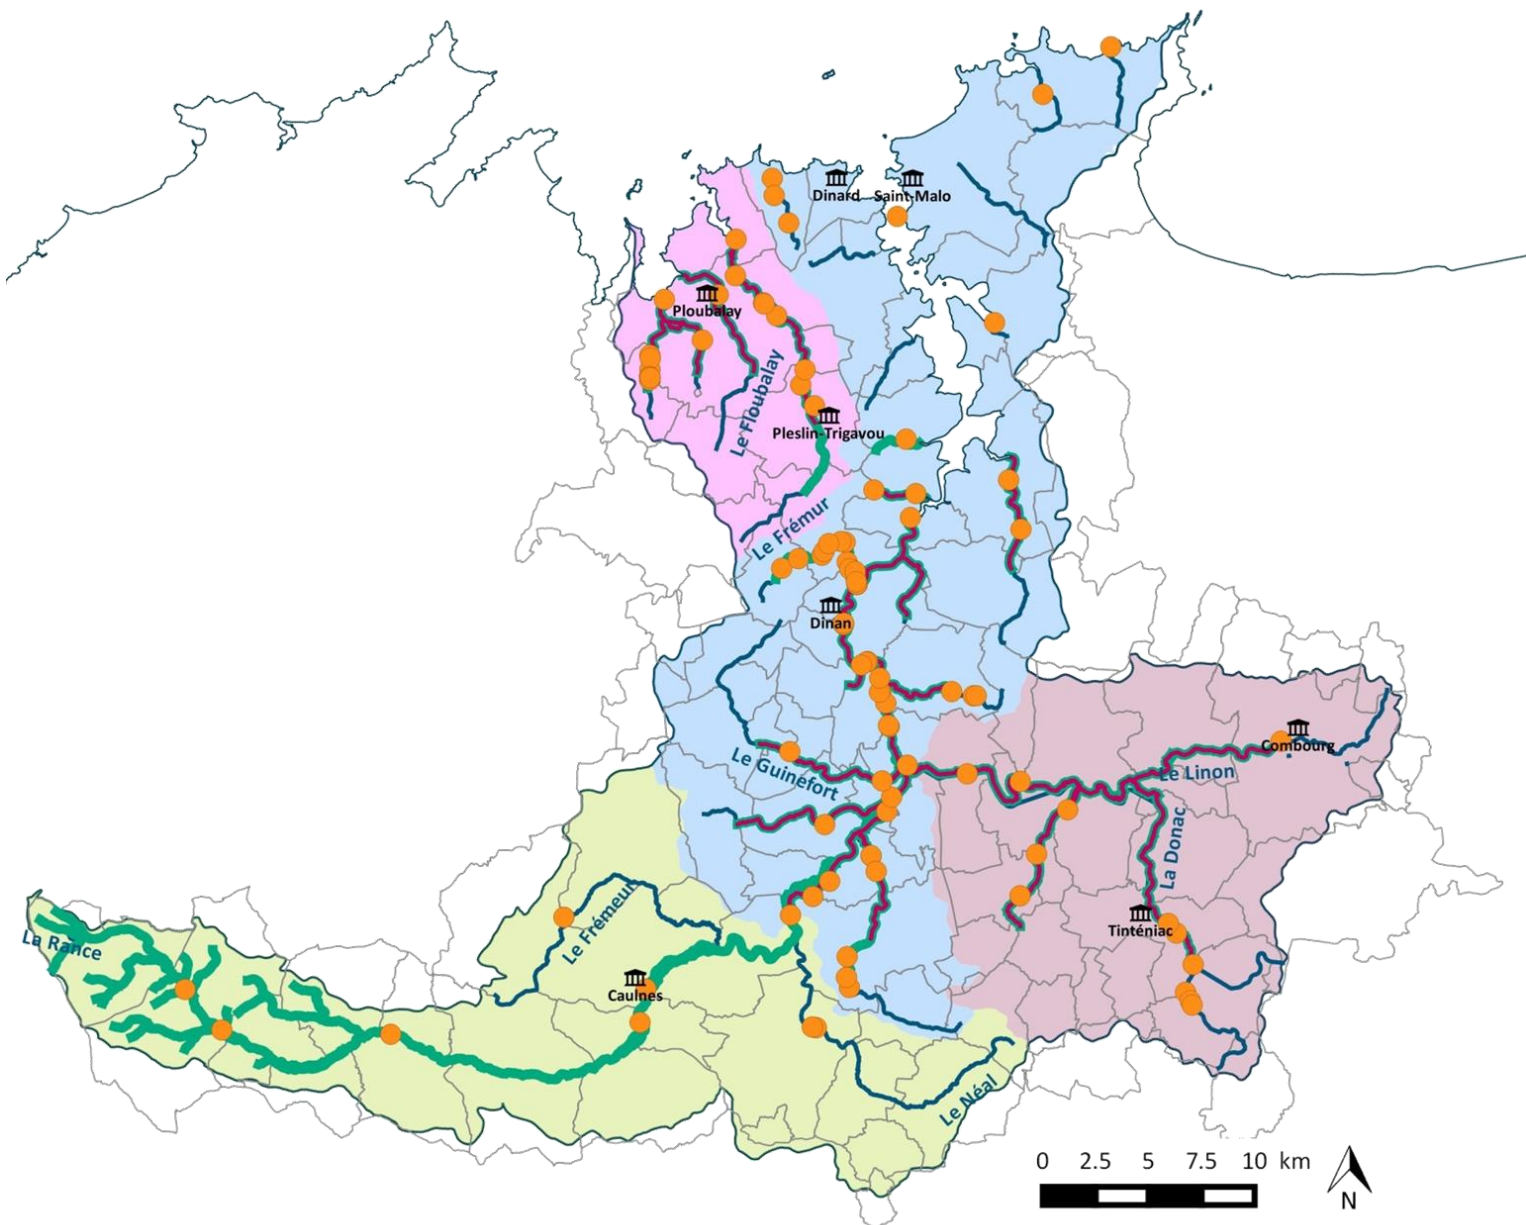 Dinard
Saint-Malo
Ploubalay
Le Floubalay
Pleslin-Trigavou
Le Frémur
Dinan
Combourg
Le Linon
Le Guinefort
La Donac
Le Frémeur
Tinténiac
La Rance
Caulnes
Le Néal
0 2.5 5 7.5 10 km
N